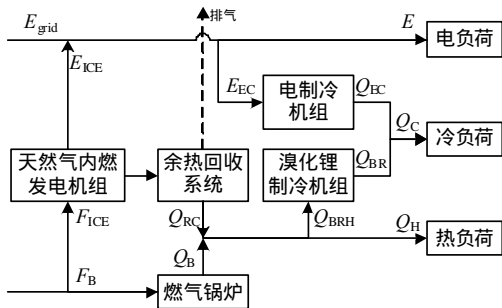 排气
E_grid
E
电负荷
E_ICE
E_EC
电制冷
机组
Q_EC
Q_C
冷负荷
天然气内燃
发电机组
余热回收
系统
溴化锂
制冷机组
Q_BR
F_ICE
Q_RC
Q_BRH
Q_H
热负荷
Q_B
F_B
燃气锅炉